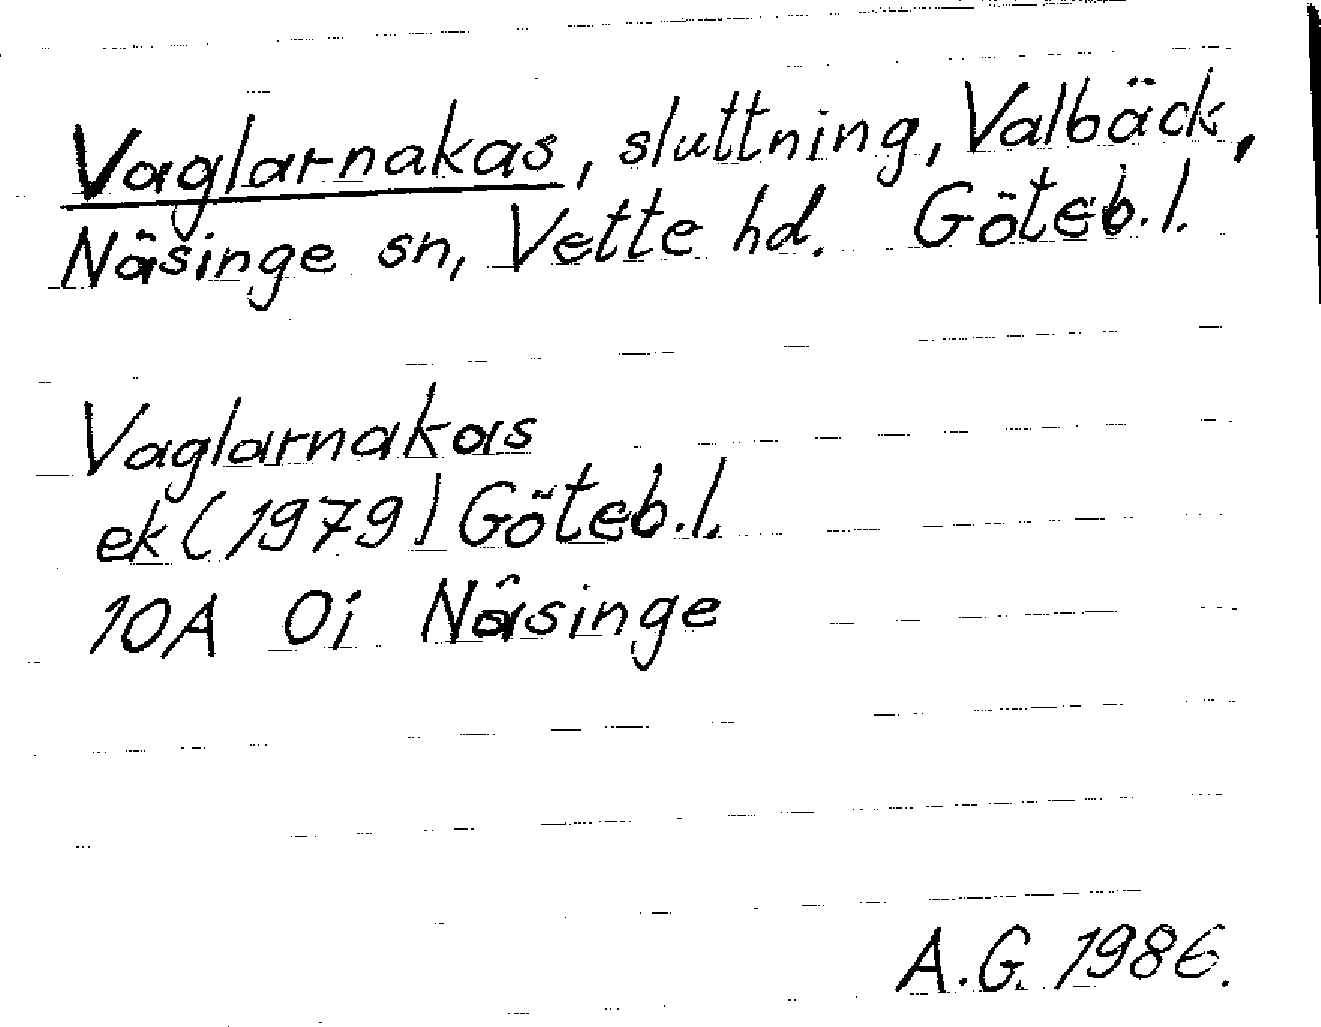 Vaglarnakas, sluttning, Valbäck,
Näsinge sn, Vette hd. Göteb. l.
Vaglarnakas
ek (1979) Göteb. l.
10A 0i Näsinge
A.G. 1986.